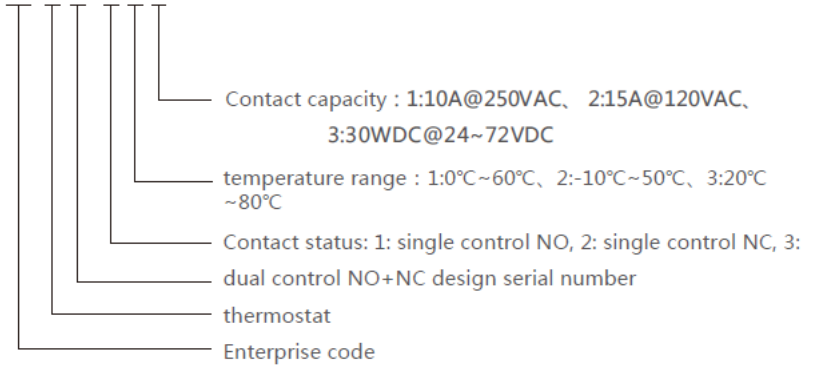 Contact capacity : 1:10A@250VAC、 2:15A@120VAC、
3:30WDC@24~72VDC
temperature range : 1:0℃~60℃、2:-10℃~50℃、3:20℃
~80℃
Contact status: 1: single control NO, 2: single control NC, 3:
dual control NO+NC design serial number
thermostat
Enterprise code